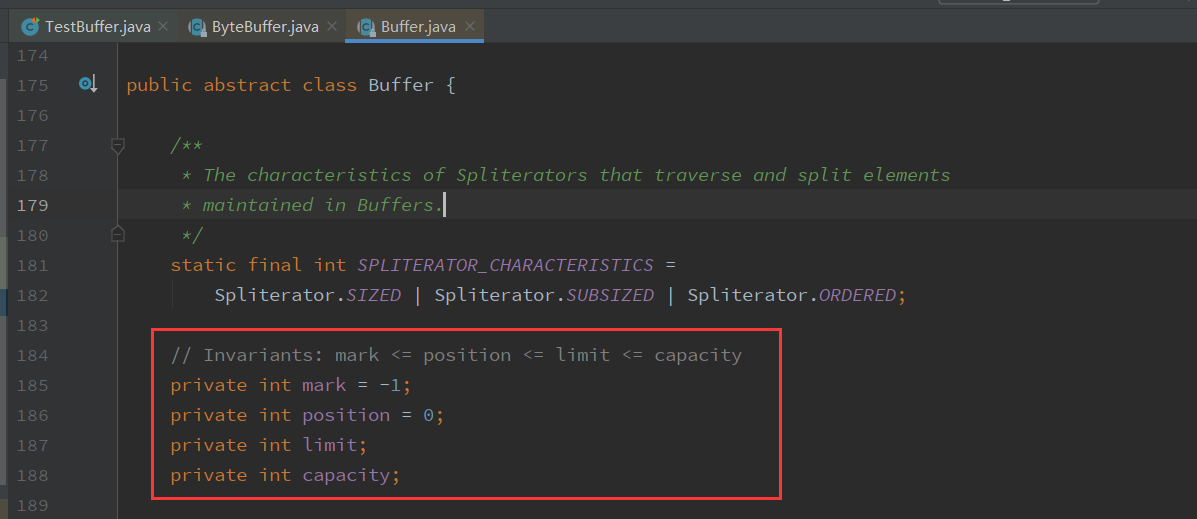 TestBuffer.java ByteBuffer.java Buffer.java
174
175 public abstract class Buffer {
176
177 /**
178 * The characteristics of Spliterators that traverse and split elements
179 * maintained in Buffers.
180 */
181 static final int SPLITERATOR_CHARACTERISTICS =
182 Spliterator.SIZED | Spliterator.SUBSIZED | Spliterator.ORDERED;
183
184 // Invariants: mark <= position <= limit <= capacity
185 private int mark = -1;
186 private int position = 0;
187 private int limit;
188 private int capacity;
189